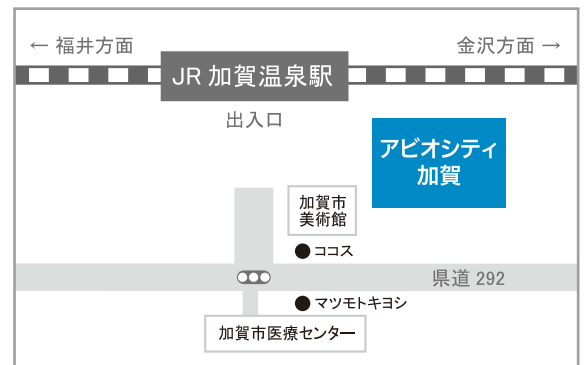 ← 福井方面
金沢方面 →
JR 加賀温泉駅
出入口
アビオシティ
加賀
加賀市
美術館
ココス
県道 292
マツモトキヨシ
加賀市医療センター